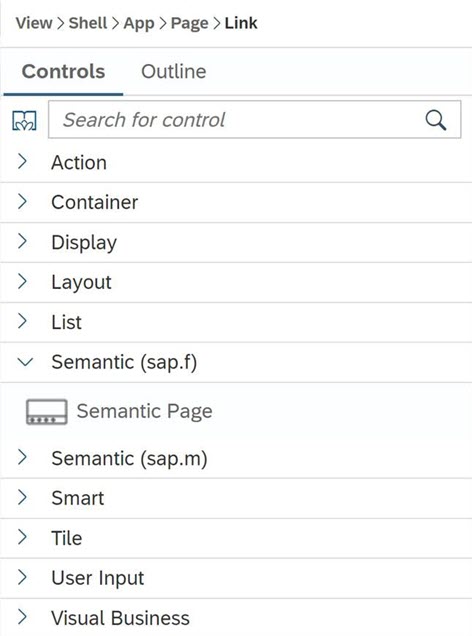 View > Shell > App > Page > Link
Controls Outline
Search for control
Action
Container
Display
Layout
List
Semantic (sap.f)
Semantic Page
Semantic (sap.m)
Smart
Tile
User Input
Visual Business